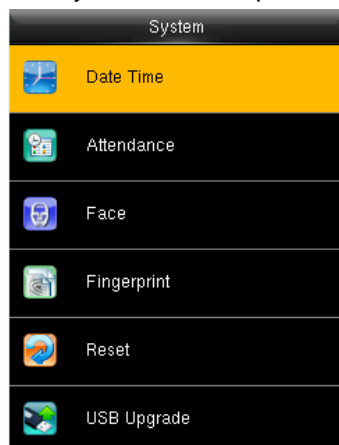 System
Date Time
Attendance
Face
Fingerprint
Reset
USB Upgrade